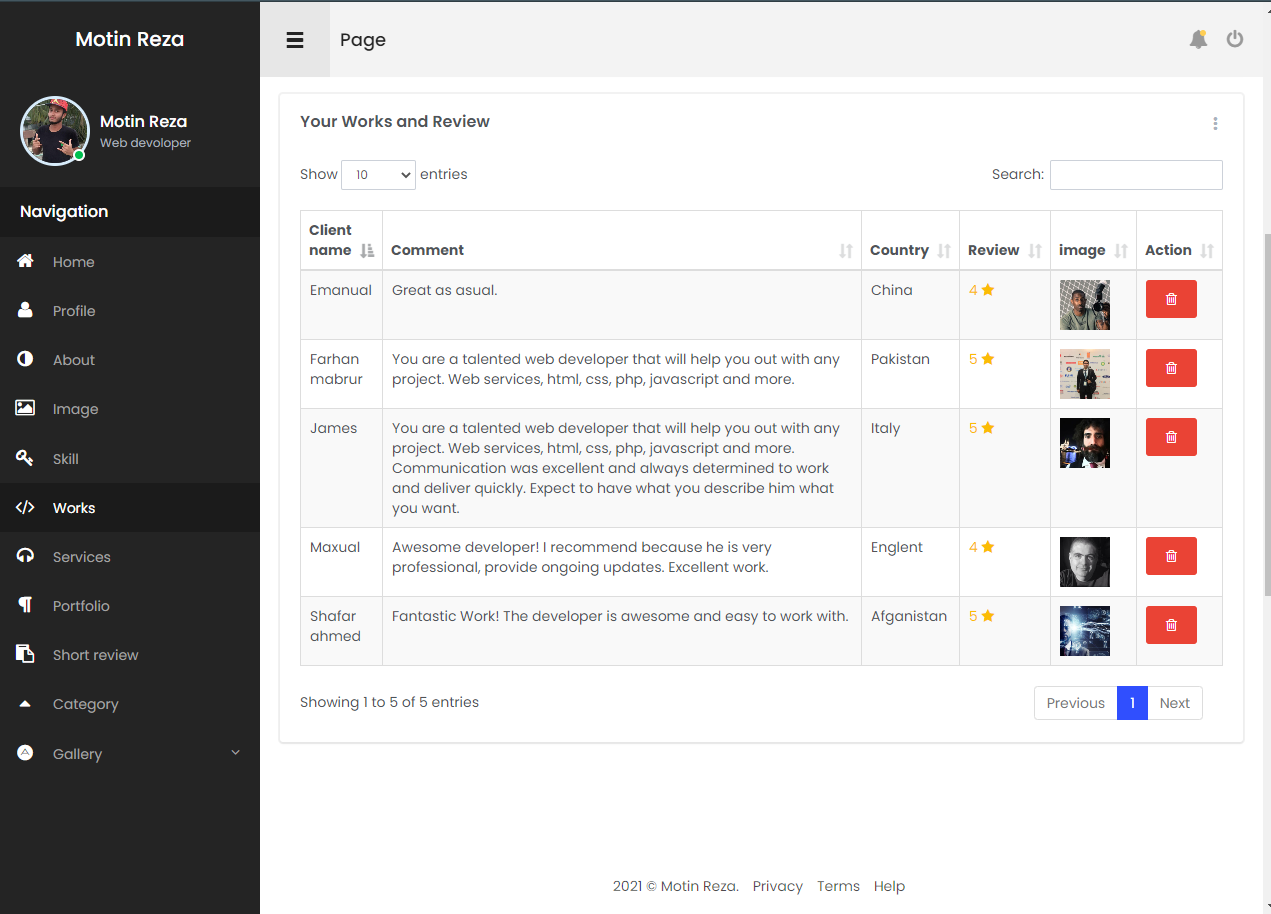 Motin Reza
Page
Motin Reza
Web devoloper
Navigation
Home
Profile
About
Image
Skill
Works
Services
Portfolio
Short review
Category
Gallery
Your Works and Review
Show 10 entries
Search:
Client name
Comment
Country
Review
image
Action
Emanual
Great as asual.
China
4
Farhan
mabrur
You are a talented web developer that will help you out with any
project. Web services, html, css, php, javascript and more.
Pakistan
5
James
You are a talented web developer that will help you out with any
project. Web services, html, css, php, javascript and more.
Communication was excellent and always determined to work
and deliver quickly. Expect to have what you describe him what
you want.
Italy
5
Maxual
Awesome developer! I recommend because he is very
professional, provide ongoing updates. Excellent work.
Englent
4
Shafar
ahmed
Fantastic Work! The developer is awesome and easy to work with.
Afganistan
5
Showing 1 to 5 of 5 entries
Previous 1 Next
2021 © Motin Reza. Privacy Terms Help